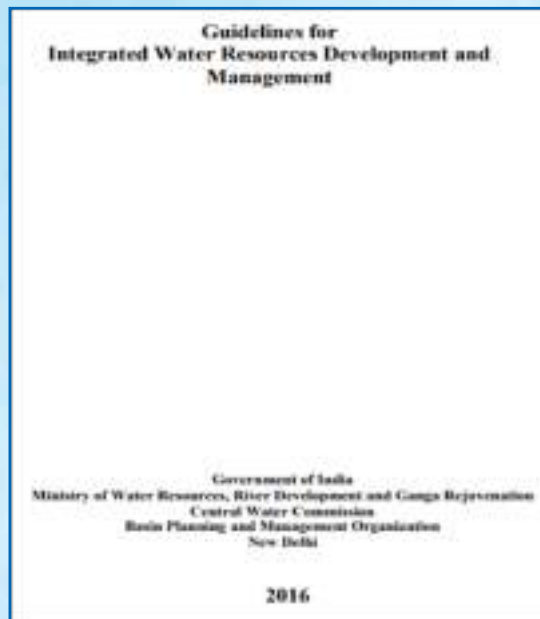 Guidelines for
Integrated Water Resources Development and
Management
Government of India
Ministry of Water Resources, River Development and Ganga Rejuvenation
Central Water Commission
Basin Planning and Management Organization
New Delhi
2016